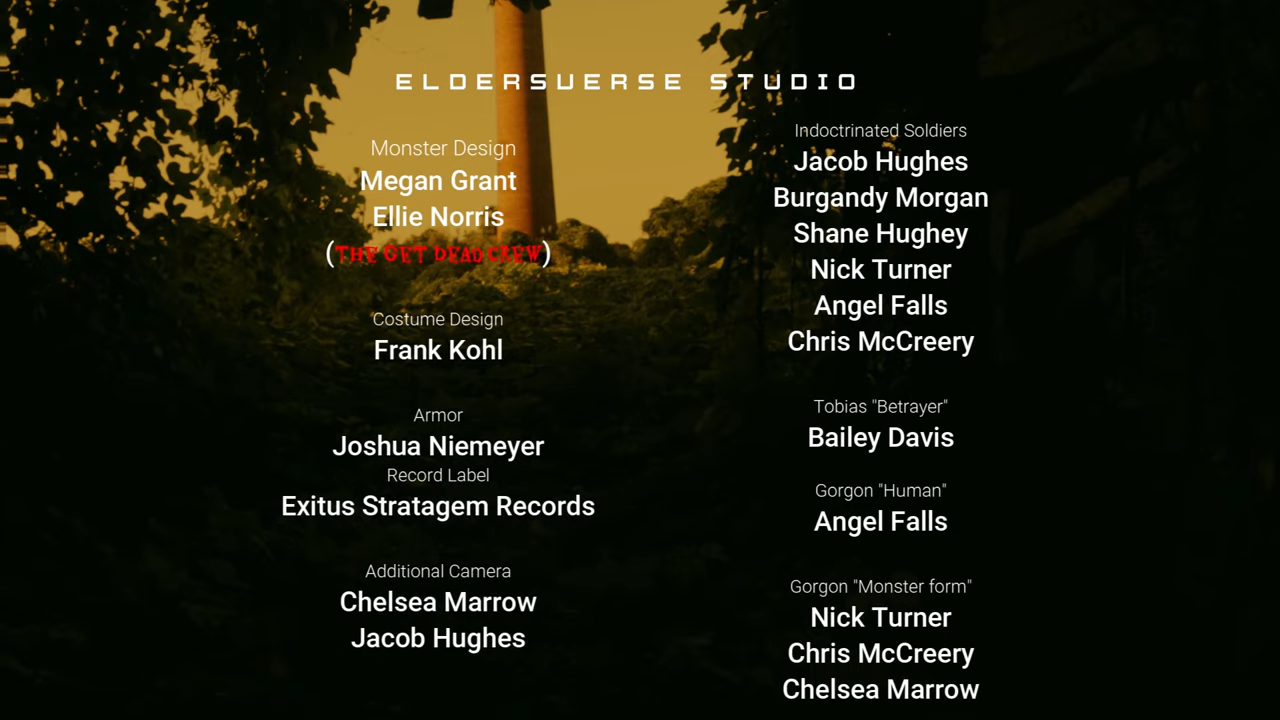 ELDERSVERSE STUDIO
Monster Design
Megan Grant
Ellie Norris
(THE GET DEAD CREW)
Costume Design
Frank Kohl
Armor
Joshua Niemeyer
Record Label
Exitus Stratagem Records
Additional Camera
Chelsea Marrow
Jacob Hughes
Indoctrinated Soldiers
Jacob Hughes
Burgandy Morgan
Shane Hughey
Nick Turner
Angel Falls
Chris McCreery
Tobias "Betrayer"
Bailey Davis
Gorgon "Human"
Angel Falls
Gorgon "Monster form"
Nick Turner
Chris McCreery
Chelsea Marrow